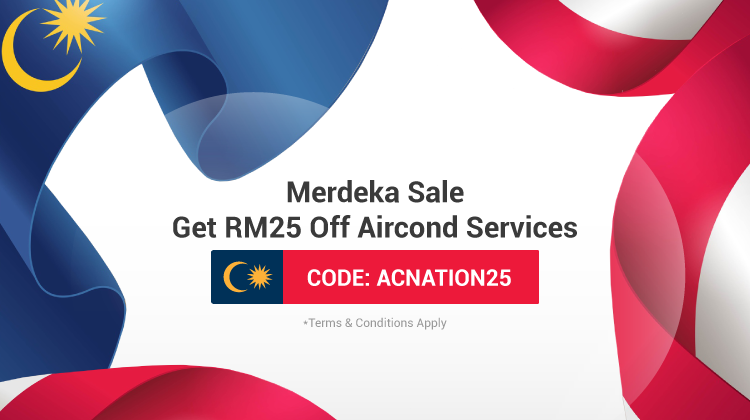 Merdeka Sale
Get RM25 Off Aircond Services
CODE: ACNATION25
*Terms & Conditions Apply